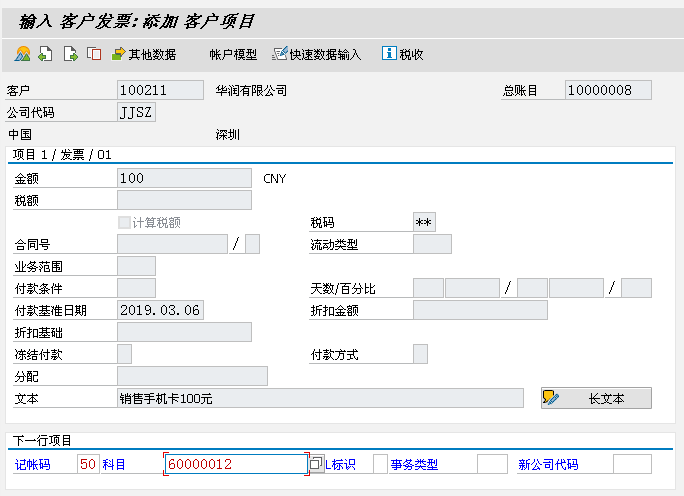 输入 客户发票: 添加 客户项目
其他数据 帐户模型 快速数据输入 税收
客户 100211 华润有限公司 总账目 10000008
公司代码 JJSZ
中国 深圳
项目 1 / 发票 / 01
金额 100 CNY
税额
计算税额 税码 **
合同号 / 流动类型
业务范围
付款条件 天数/百分比 / /
付款基准日期 2019.03.06 折扣金额
折扣基础
冻结付款 付款方式
分配
文本 销售手机卡100元 长文本
下一行项目
记帐码 50 科目 60000012 L标识 事务类型 新公司代码